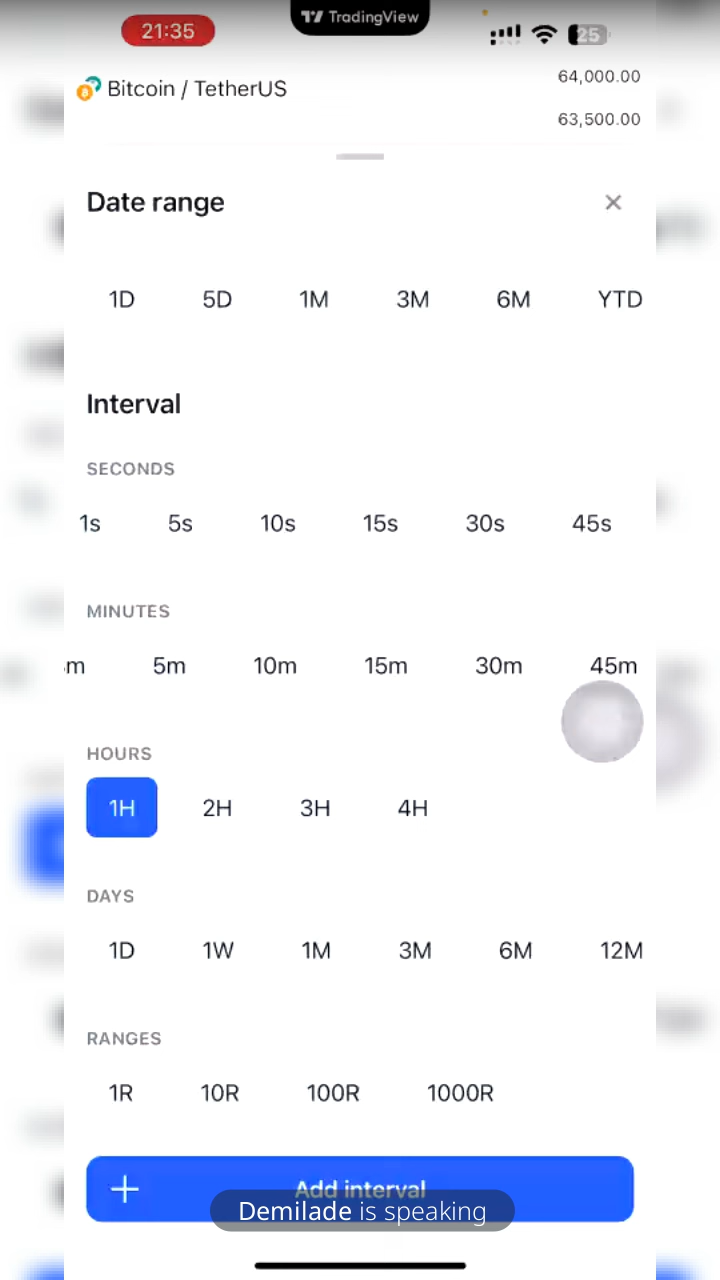 21:35
TradingView
25
Bitcoin / TetherUS
64,000.00
63,500.00
Date range
1D 5D 1M 3M 6M YTD
Interval
SECONDS
1s 5s 10s 15s 30s 45s
MINUTES
m 5m 10m 15m 30m 45m
HOURS
1H 2H 3H 4H
DAYS
1D 1W 1M 3M 6M 12M
RANGES
1R 10R 100R 1000R
Add interval
Demilade is speaking